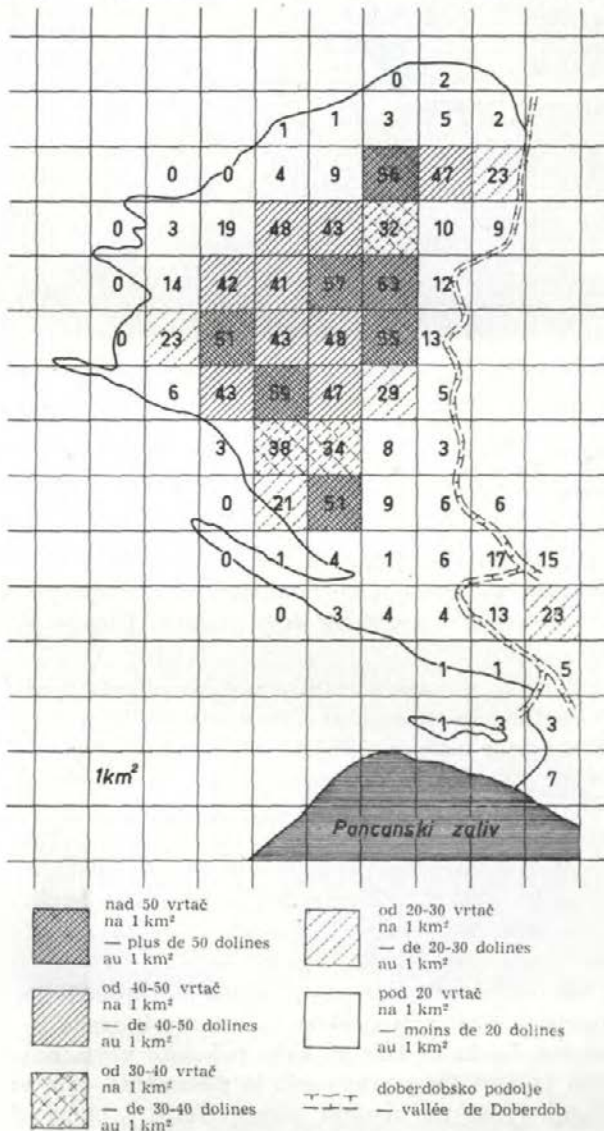 0 2
1 1 3 5 2
0 0 4 9 56 47 23
0 3 19 48 43 32 10 9
0 14 42 41 57 63 12
0 23 51 43 48 55 13
6 43 59 47 29 5
3 38 34 8 3
0 21 51 9 6 6
0 1 4 1 6 17 15
0 3 4 4 13 23
1 1 5
1 3 3
1km² 7
Pancanski zaliv
nad 50 vrtač
na 1 km²
— plus de 50 dolines
au 1 km²
od 40-50 vrtač
na 1 km²
— de 40-50 dolines
au 1 km²
od 30-40 vrtač
na 1 km²
— de 30-40 dolines
au 1 km²
od 20-30 vrtač
na 1 km²
— de 20-30 dolines
au 1 km²
pod 20 vrtač
na 1 km²
— moins de 20 dolines
au 1 km²
doberdobsko podolje
— vallée de Doberdob